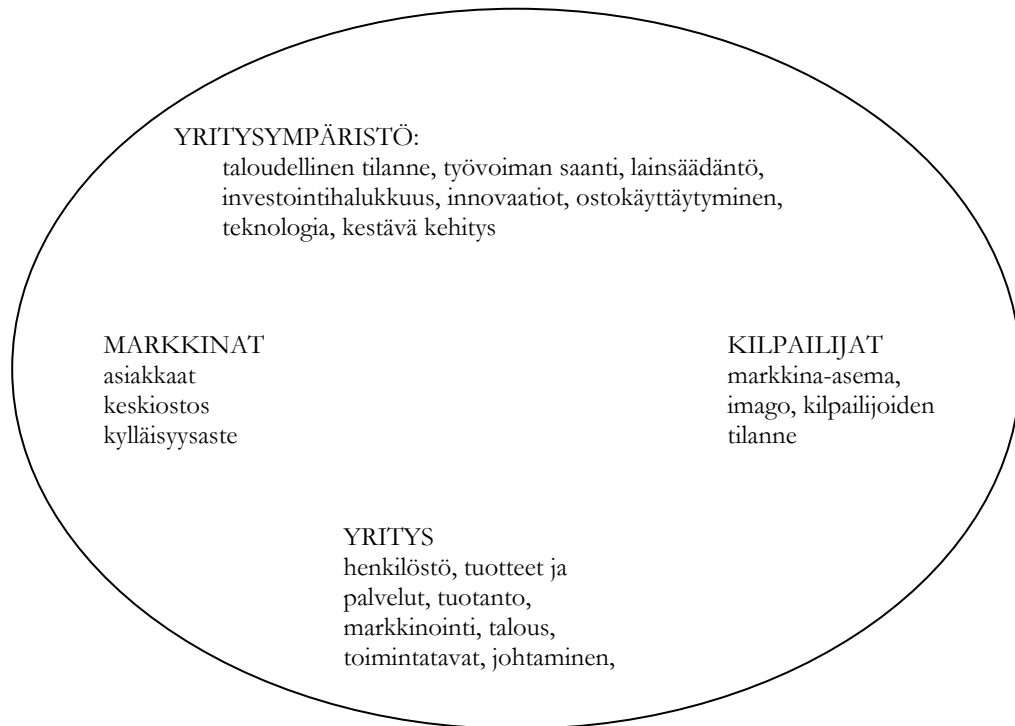 YRITYSYMPÄRISTÖ:
taloudellinen tilanne, työvoiman saanti, lainsäädäntö,
investointihalukkuus, innovaatiot, ostokäyttäytyminen,
teknologia, kestävä kehitys
MARKKINAT
asiakkaat
keskiostos
kylläisyysaste
KILPAILIJAT
markkina-asema,
imago, kilpailijoiden
tilanne
YRITYS
henkilöstö, tuotteet ja
palvelut, tuotanto,
markkinointi, talous,
toimintatavat, johtaminen,